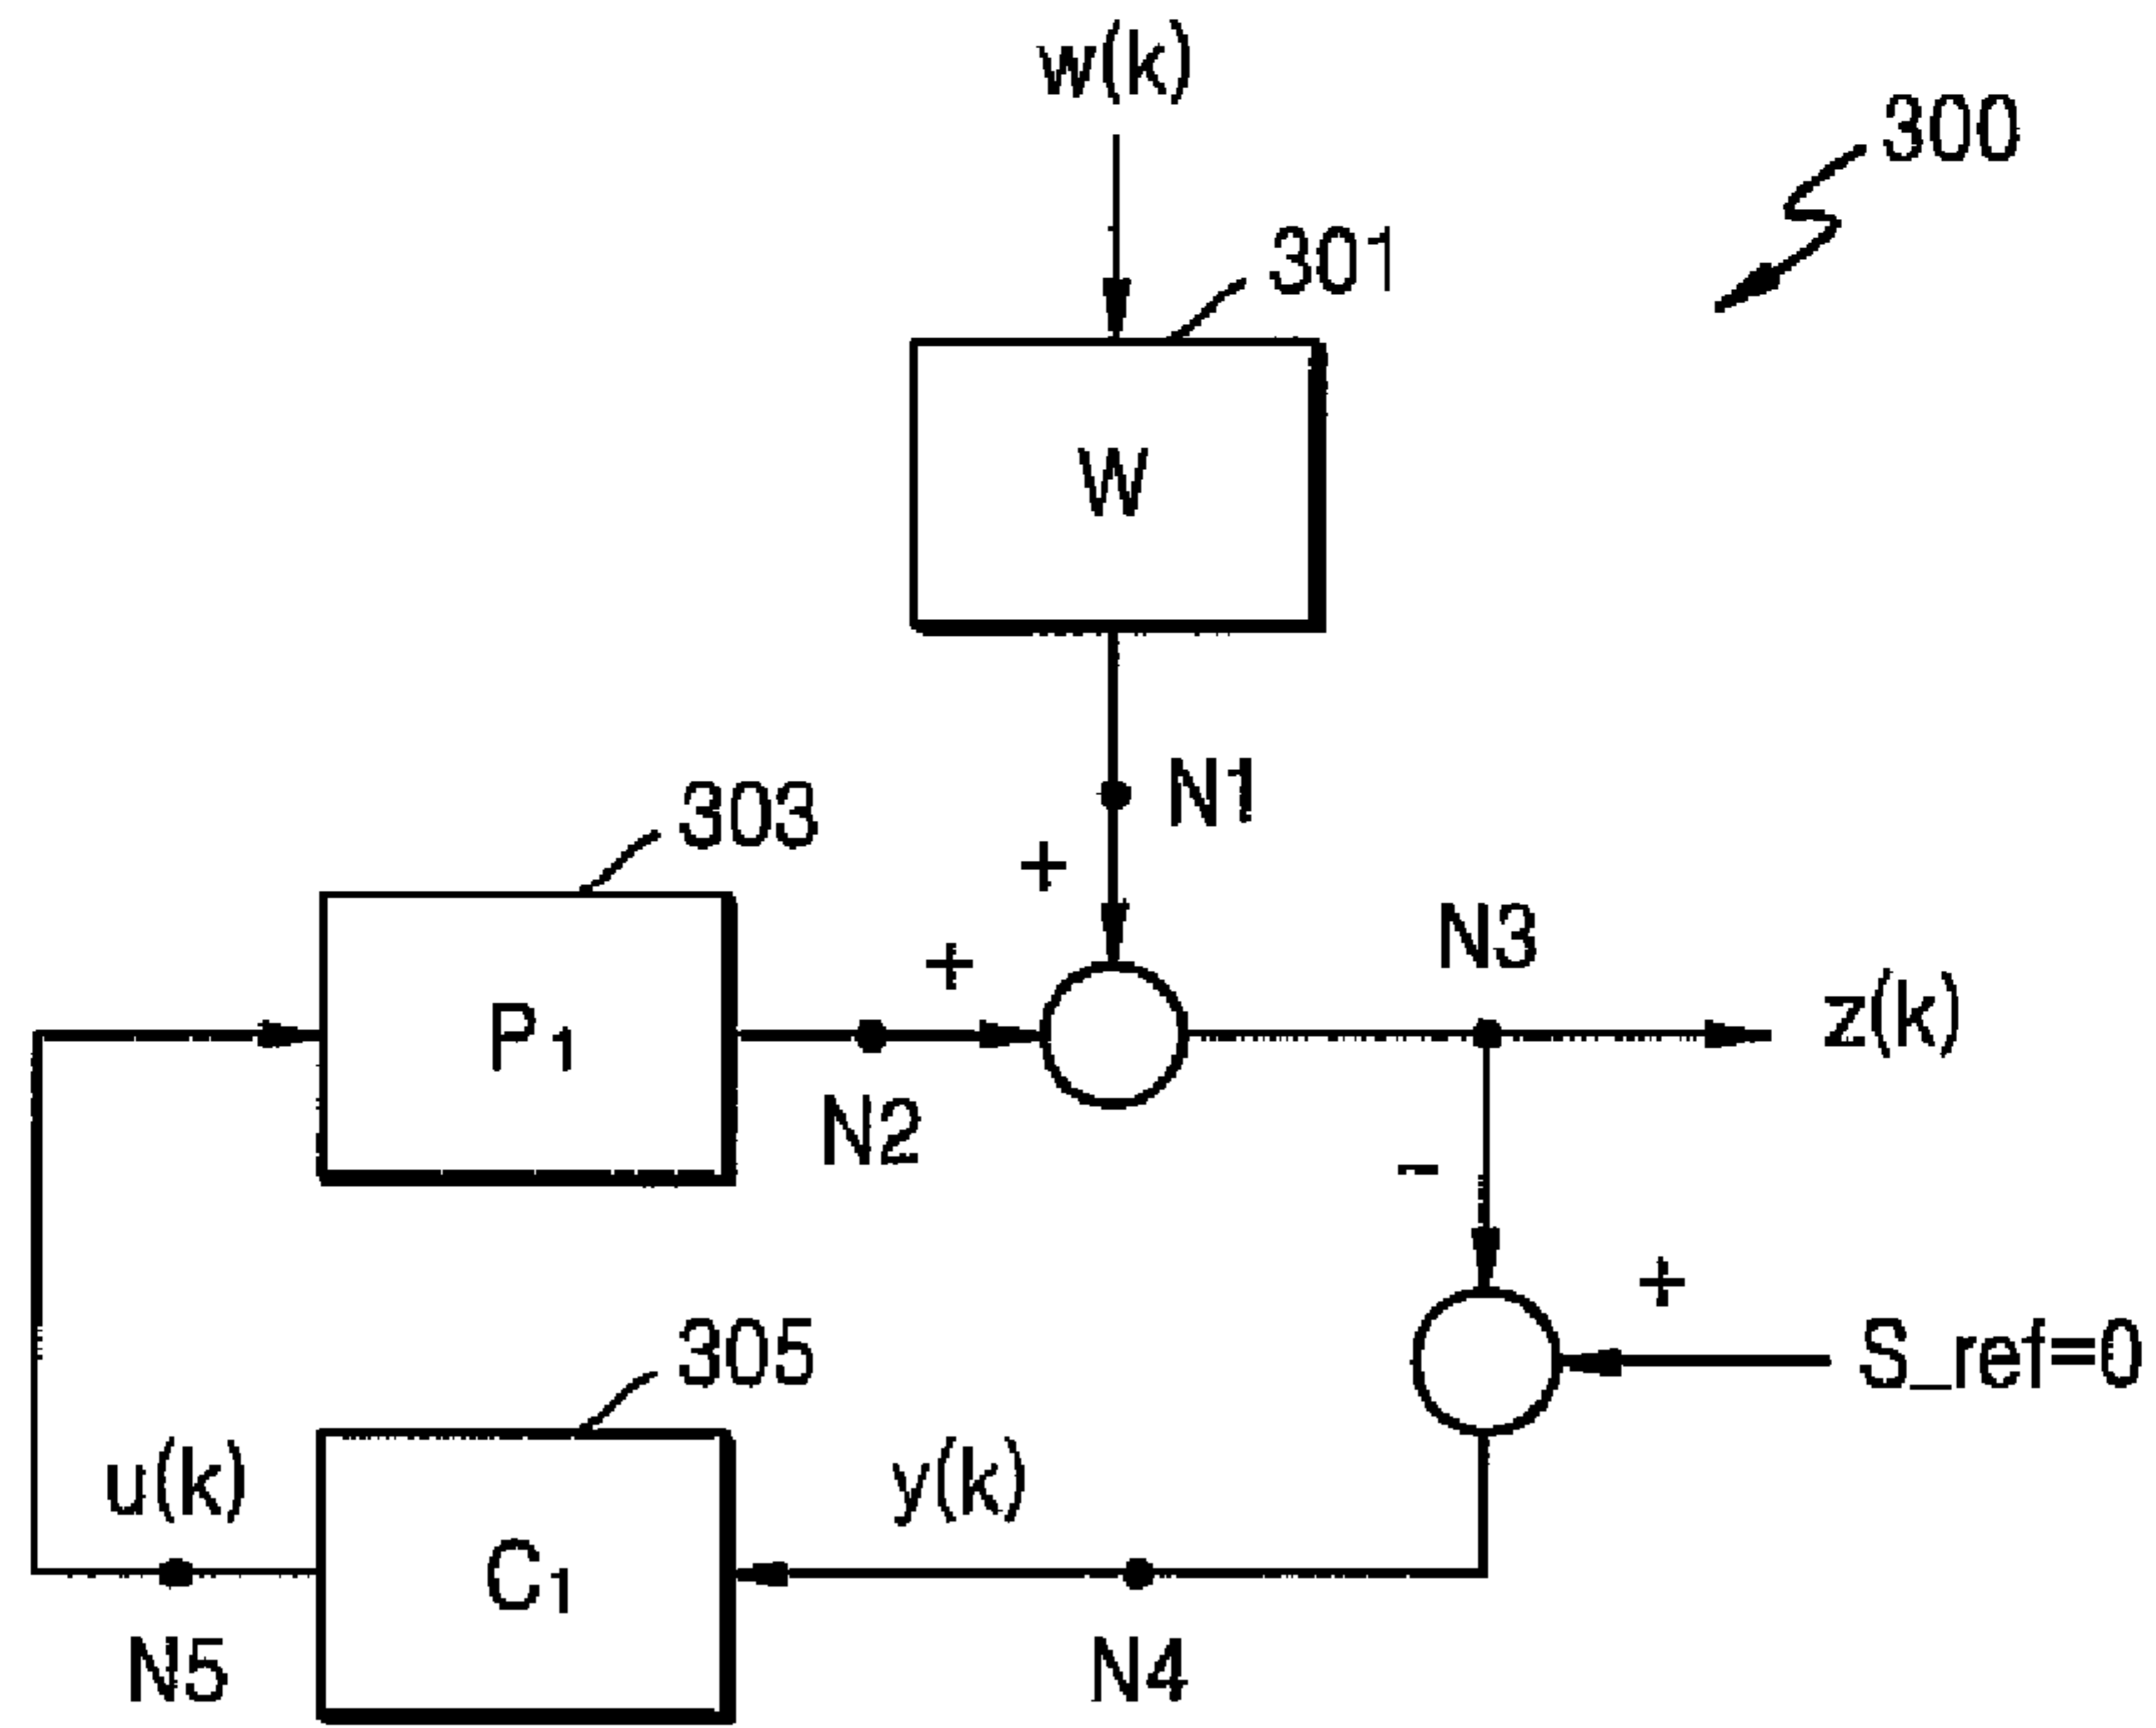 w(k)
300
301
W
N1
303
+
N3
+
P1
z(k)
N2
-
+
305
S_ref=0
u(k)
y(k)
C1
N5
N4